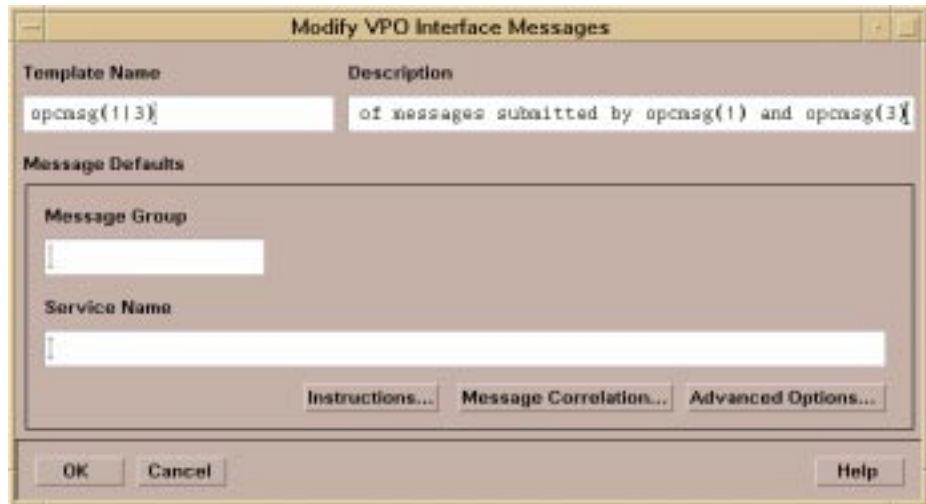 Modify VPO Interface Messages
Template Name Description
opcmsg(1|3) of messages submitted by opcmsg(1) and opcmsg(3)
Message Defaults
Message Group
Service Name
Instructions... Message Correlation... Advanced Options...
OK Cancel Help